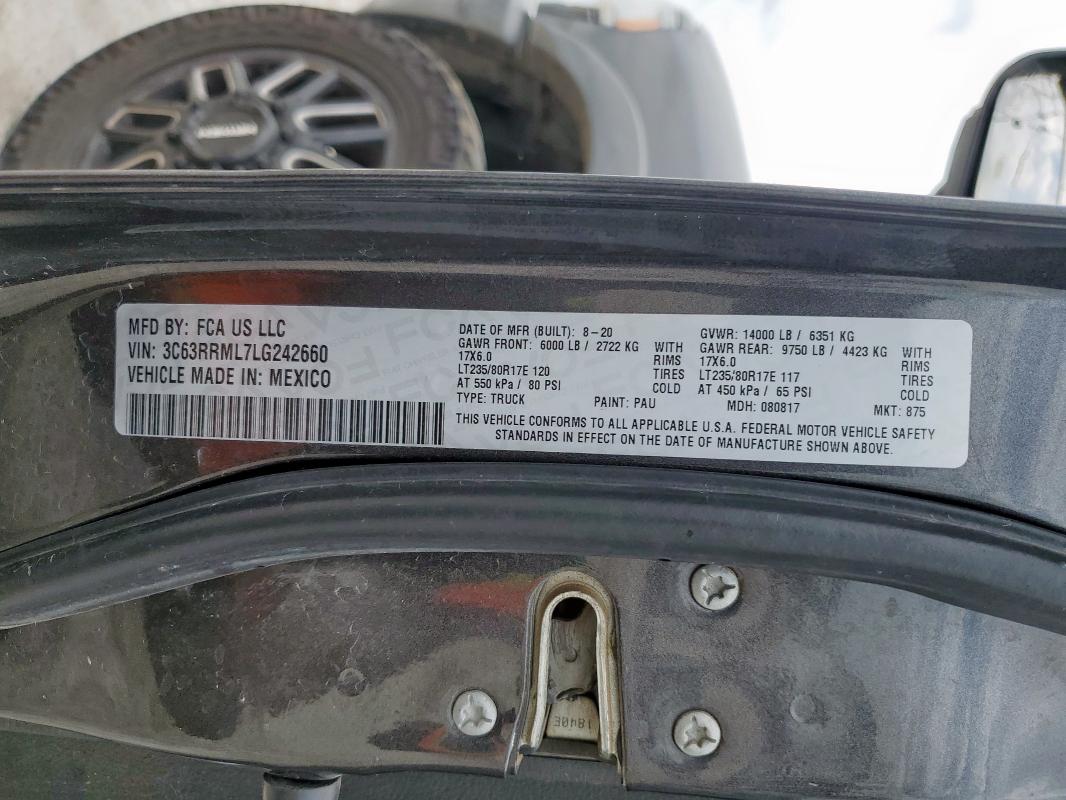 MFD BY: FCA US LLC
VIN: 3C63RRML7LG242660
VEHICLE MADE IN: MEXICO
DATE OF MFR (BUILT): 8-20
GAWR FRONT: 6000 LB / 2722 KG WITH
17X6.0 RIMS
LT235/80R17E 120 TIRES
AT 550 kPa / 80 PSI COLD
TYPE: TRUCK PAINT: PAU
GVWR: 14000 LB / 6351 KG
GAWR REAR: 9750 LB / 4423 KG WITH
17X6.0 RIMS
LT235/80R17E 117 TIRES
AT 450 kPa / 65 PSI COLD
MDH: 080817 MKT: 875
THIS VEHICLE CONFORMS TO ALL APPLICABLE U.S.A. FEDERAL MOTOR VEHICLE SAFETY
STANDARDS IN EFFECT ON THE DATE OF MANUFACTURE SHOWN ABOVE.
1840E